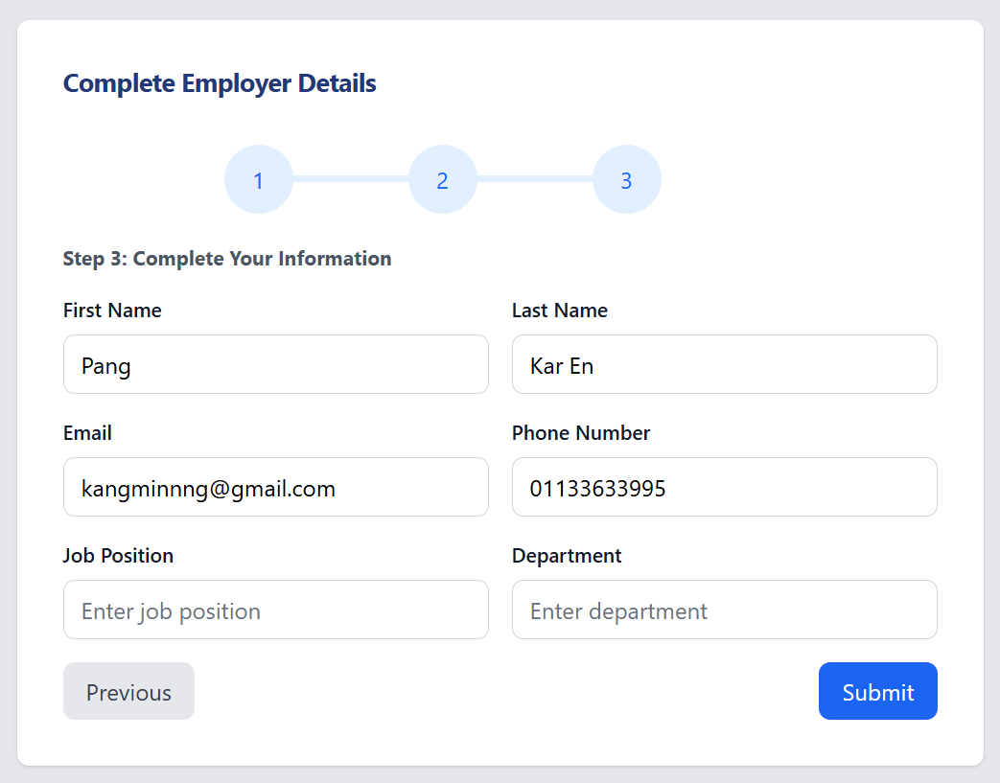 Complete Employer Details
1 2 3
Step 3: Complete Your Information
First Name Last Name
Pang Kar En
Email Phone Number
kangminnng@gmail.com 01133633995
Job Position Department
Enter job position Enter department
Previous Submit